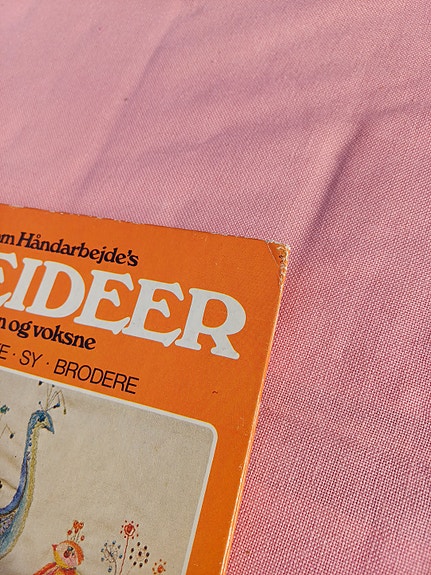 m Håndarbejde's
EIDEER
n og voksne
E · SY · BRODERE